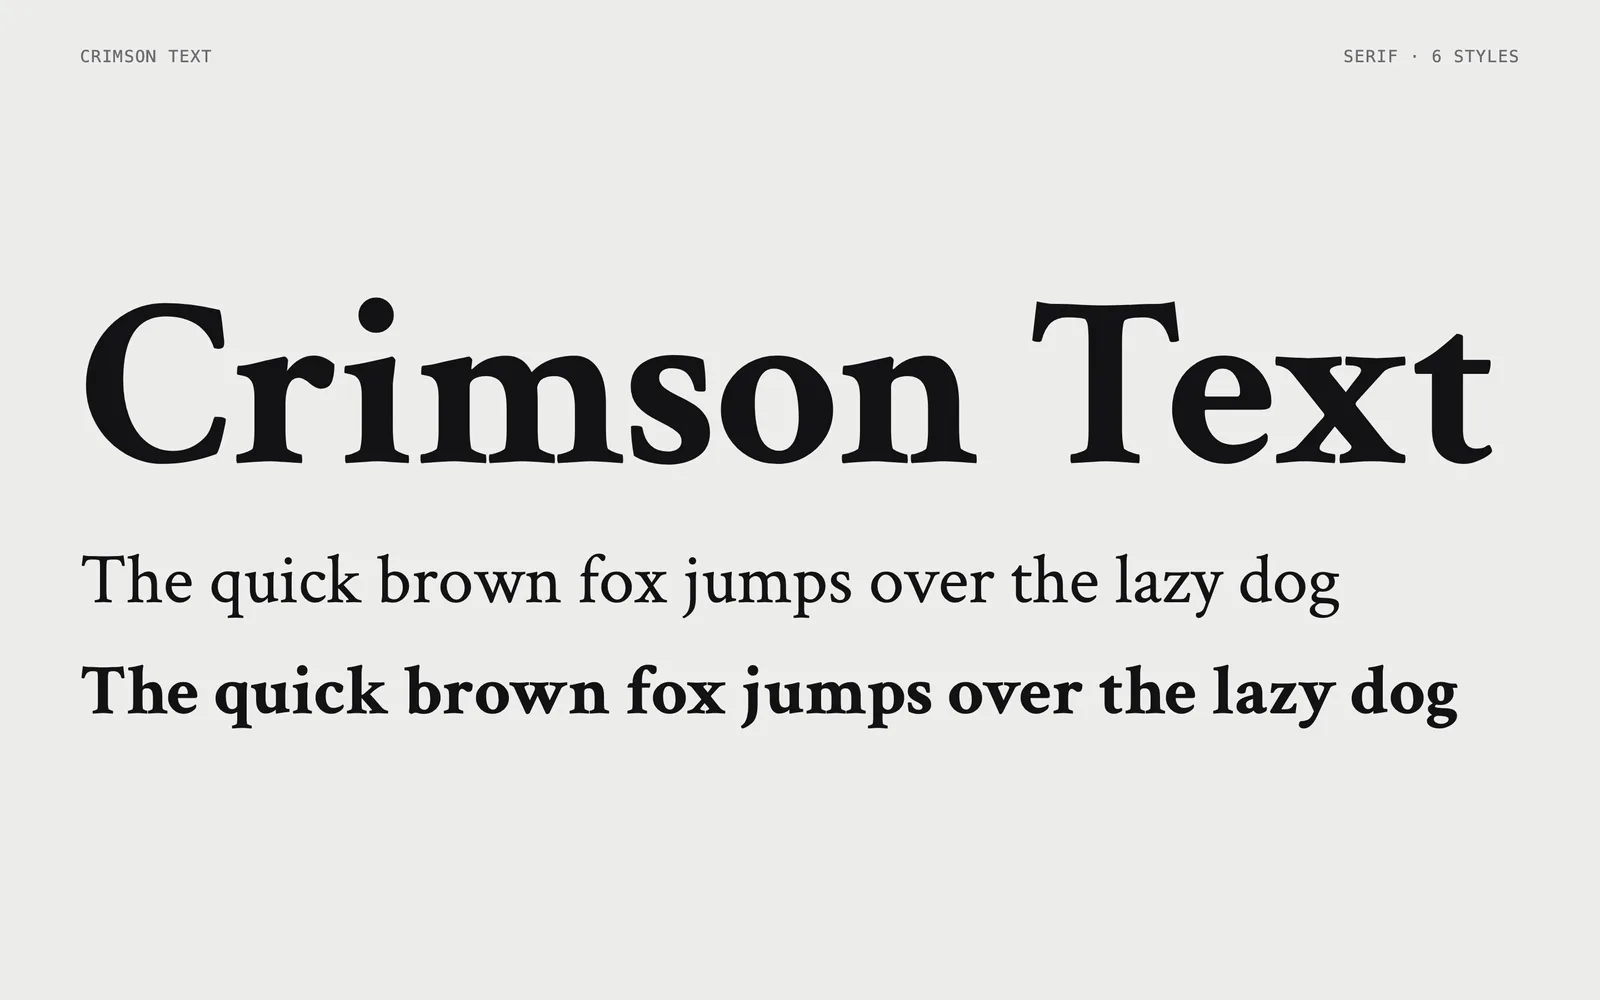 CRIMSON TEXT
SERIF · 6 STYLES
Crimson Text
The quick brown fox jumps over the lazy dog
The quick brown fox jumps over the lazy dog